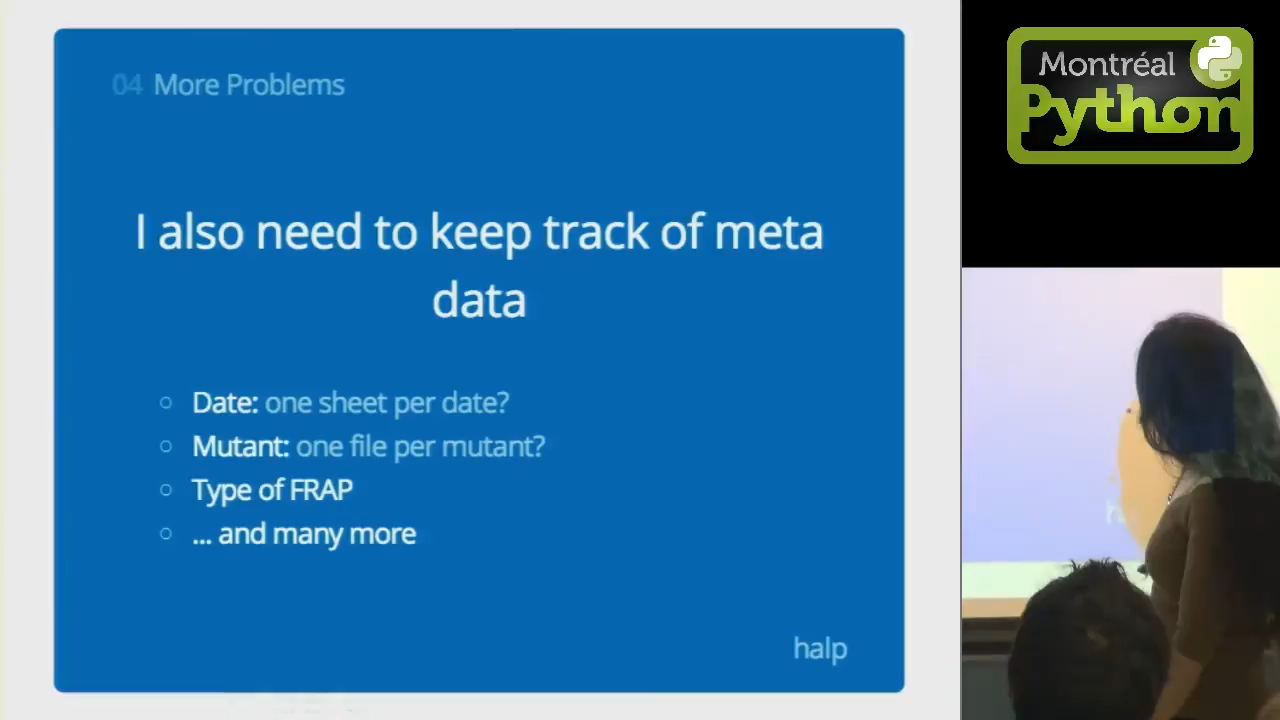 04 More Problems
I also need to keep track of meta
data
Date: one sheet per date?
Mutant: one file per mutant?
Type of FRAP
... and many more
halp
Montréal
Python